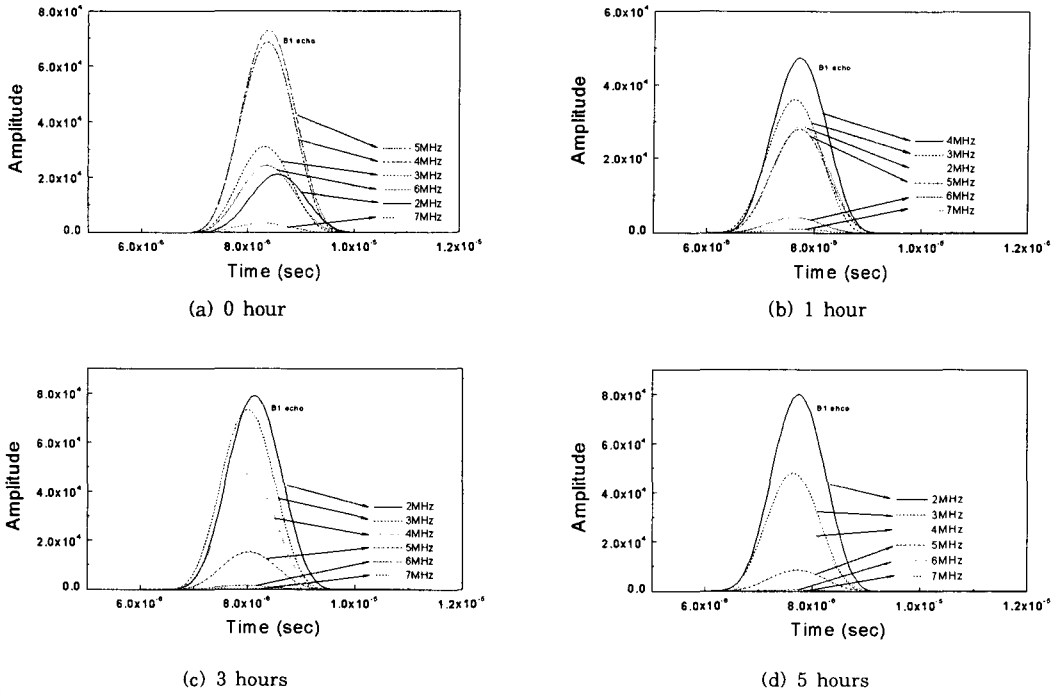 8.0x10⁴
B1 echo
6.0x10⁴
5MHz
4MHz
4.0x10⁴
3MHz
6MHz
2.0x10⁴
2MHz
7MHz
0.0
6.0x10⁻⁶ 8.0x10⁻⁶ 1.0x10⁻⁵ 1.2x10⁻⁵
Amplitude
Time (sec)
(a) 0 hour
6.0x10⁴
B1 echo
4.0x10⁴
4MHz
3MHz
2MHz
5MHz
2.0x10⁴
6MHz
7MHz
0.0
6.0x10⁻⁶ 8.0x10⁻⁶ 1.0x10⁻⁵ 1.2x10⁻⁵
Amplitude
Time (sec)
(b) 1 hour
8.0x10⁴
B1 echo
6.0x10⁴
4.0x10⁴
2MHz
3MHz
4MHz
2.0x10⁴
5MHz
6MHz
7MHz
0.0
6.0x10⁻⁶ 8.0x10⁻⁶ 1.0x10⁻⁵ 1.2x10⁻⁵
Amplitude
Time (sec)
(c) 3 hours
8.0x10⁴
B1 ehco
6.0x10⁴
4.0x10⁴
2MHz
3MHz
4MHz
2.0x10⁴
5MHz
6MHz
7MHz
0.0
6.0x10⁻⁶ 8.0x10⁻⁶ 1.0x10⁻⁵ 1.2x10⁻⁵
Amplitude
Time (sec)
(d) 5 hours